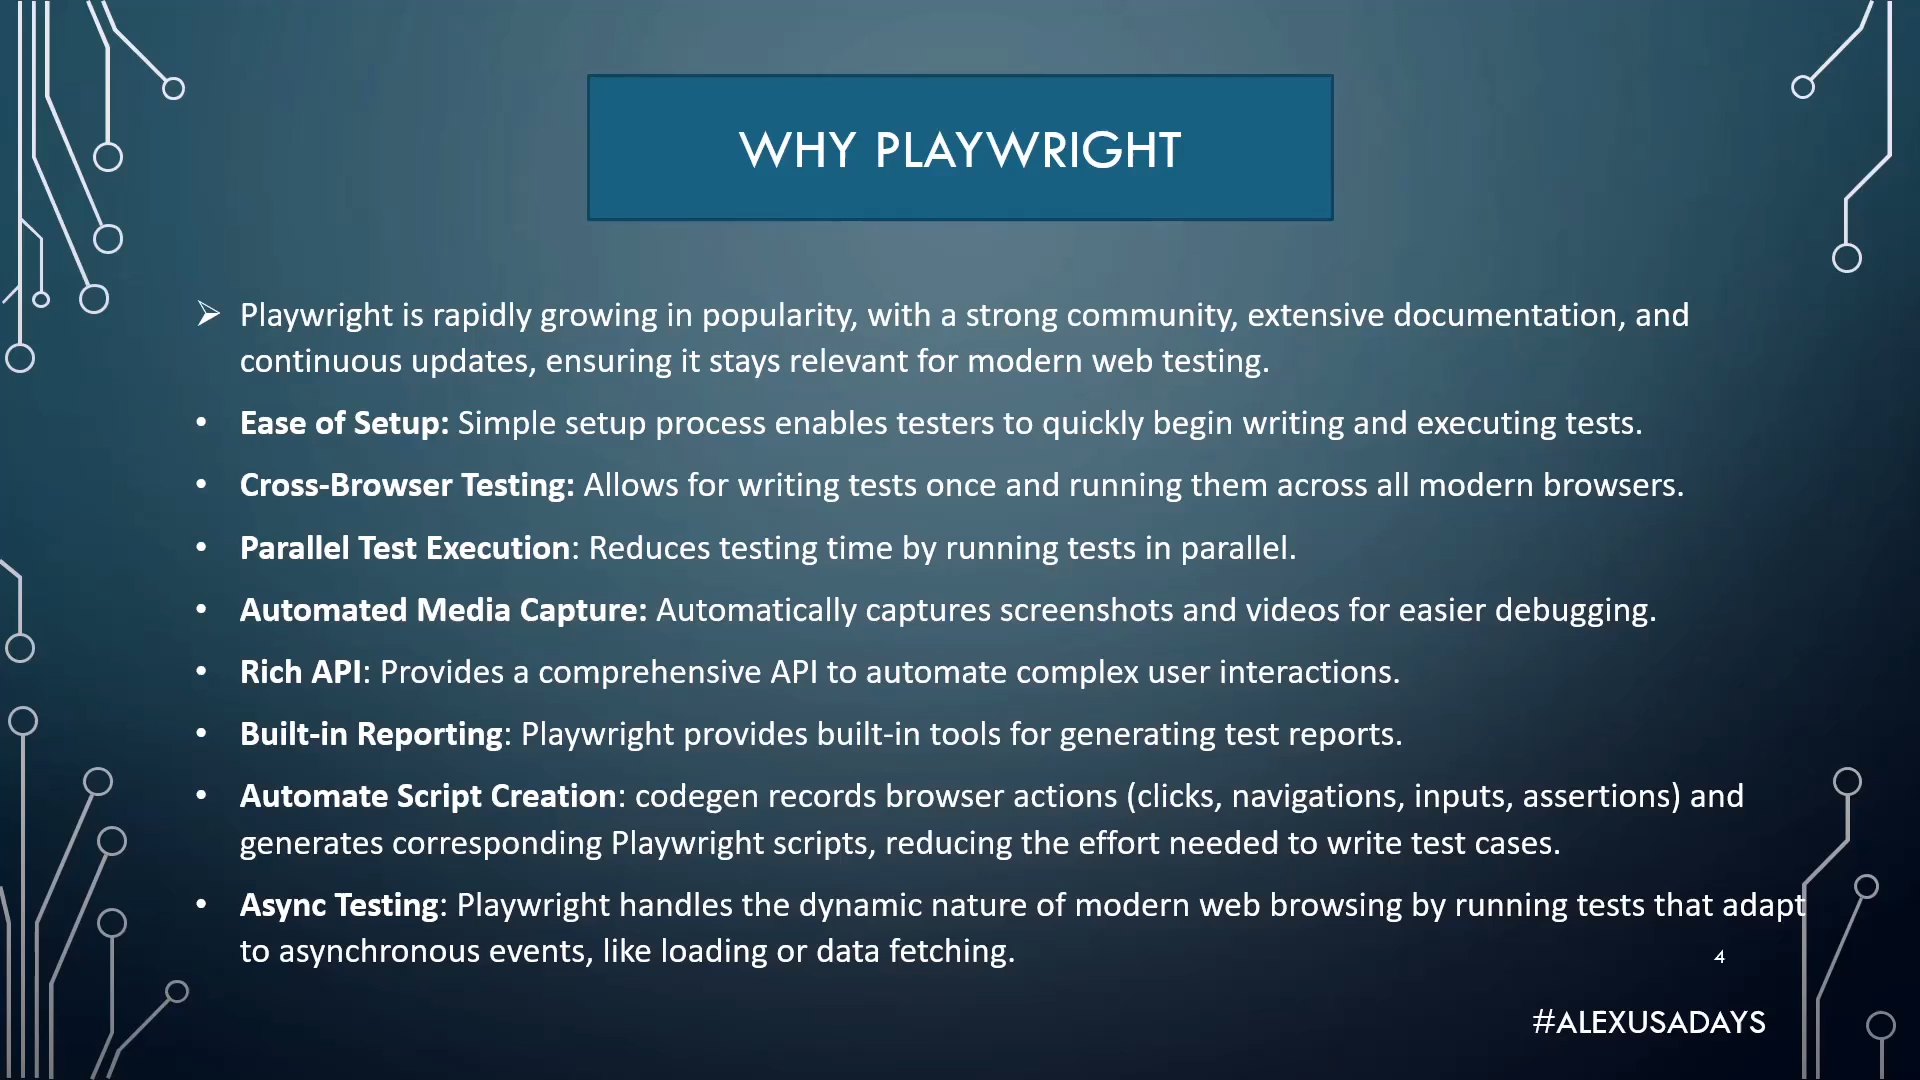 WHY PLAYWRIGHT
➢ Playwright is rapidly growing in popularity, with a strong community, extensive documentation, and
continuous updates, ensuring it stays relevant for modern web testing.
• Ease of Setup: Simple setup process enables testers to quickly begin writing and executing tests.
• Cross-Browser Testing: Allows for writing tests once and running them across all modern browsers.
• Parallel Test Execution: Reduces testing time by running tests in parallel.
• Automated Media Capture: Automatically captures screenshots and videos for easier debugging.
• Rich API: Provides a comprehensive API to automate complex user interactions.
• Built-in Reporting: Playwright provides built-in tools for generating test reports.
• Automate Script Creation: codegen records browser actions (clicks, navigations, inputs, assertions) and
generates corresponding Playwright scripts, reducing the effort needed to write test cases.
• Async Testing: Playwright handles the dynamic nature of modern web browsing by running tests that adapt
to asynchronous events, like loading or data fetching.
4
#ALEXUSADAYS